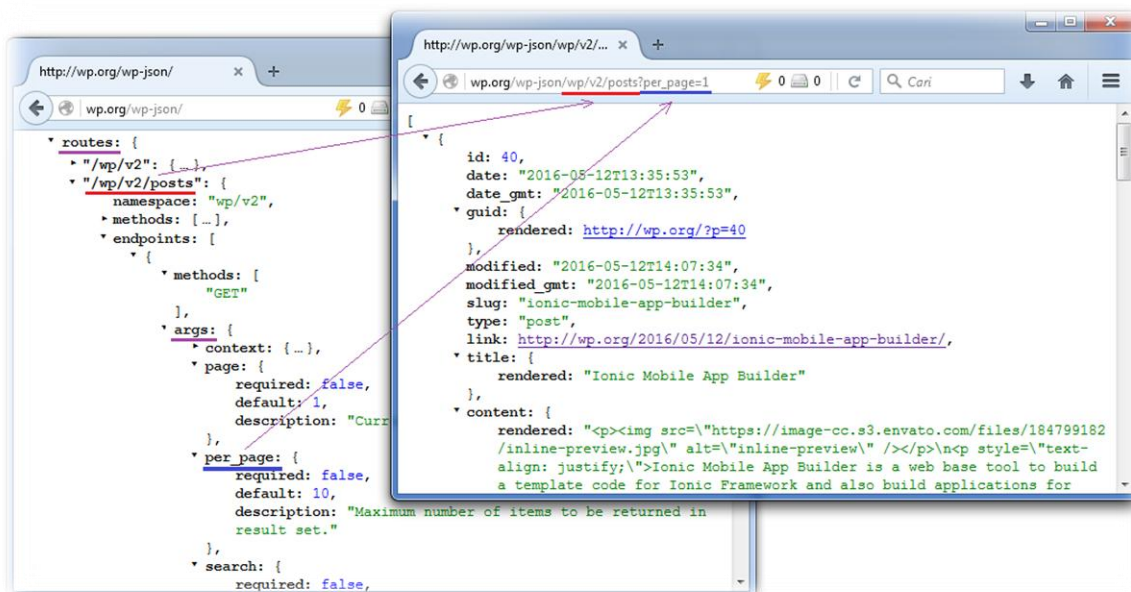 http://wp.org/wp-json/
wp.org/wp-json/
0
routes: {
"/wp/v2": {…},
"/wp/v2/posts": {
namespace: "wp/v2",
methods: […],
endpoints: [
{
methods: [
"GET"
],
args: {
context: {…},
page: {
required: false,
default: 1,
description: "Curr
},
per_page: {
required: false,
default: 10,
description: "Maximum number of items to be returned in
result set."
},
search: {
required: false,
http://wp.org/wp-json/wp/v2/...
wp.org/wp-json/wp/v2/posts?per_page=1
0 0 Cari
[
{
id: 40,
date: "2016-05-12T13:35:53",
date_gmt: "2016-05-12T13:35:53",
guid: {
rendered: http://wp.org/?p=40
},
modified: "2016-05-12T14:07:34",
modified_gmt: "2016-05-12T14:07:34",
slug: "ionic-mobile-app-builder",
type: "post",
link: http://wp.org/2016/05/12/ionic-mobile-app-builder/,
title: {
rendered: "Ionic Mobile App Builder"
},
content: {
rendered: "<p><img src=\"https://image-cc.s3.envato.com/files/184799182
/inline-preview.jpg\" alt=\"inline-preview\" /></p>\n<p style=\"text-
align: justify;\">Ionic Mobile App Builder is a web base tool to build
a template code for Ionic Framework and also build applications for